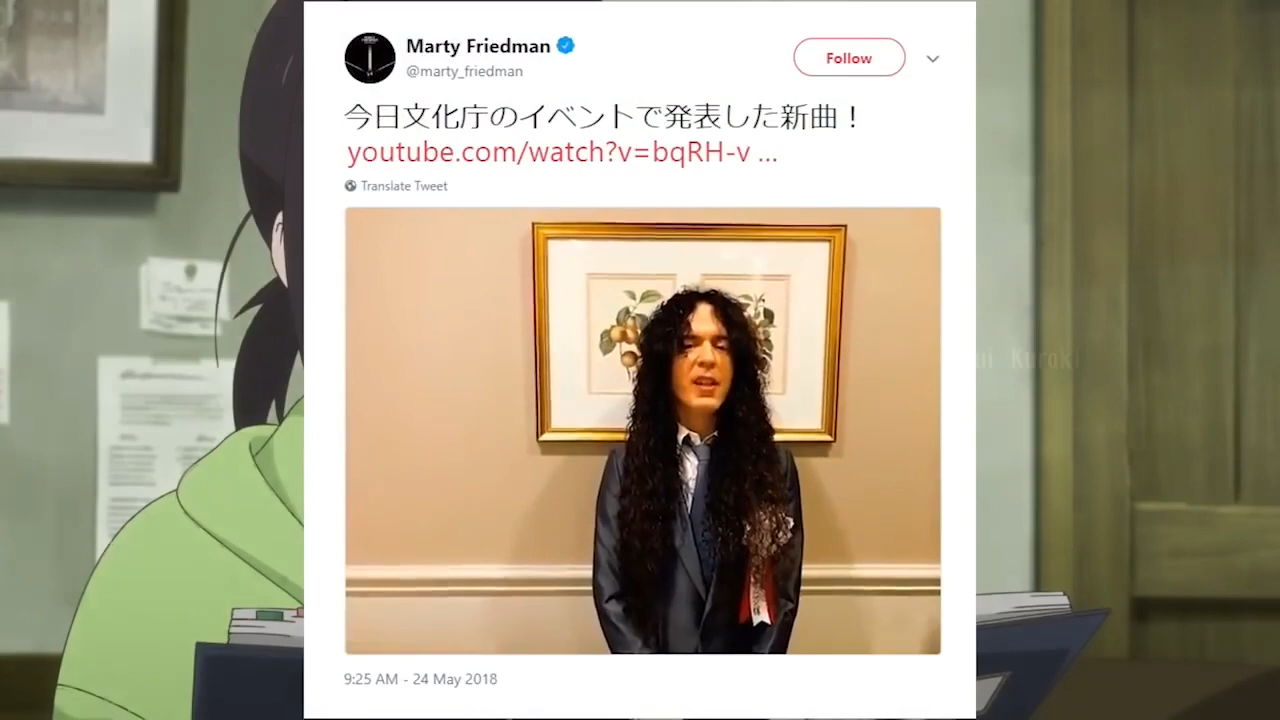 Marty Friedman
@marty_friedman
Follow
今日文化庁のイベントで発表した新曲！
youtube.com/watch?v=bqRH-v ...
Translate Tweet
Kuroki
9:25 AM - 24 May 2018